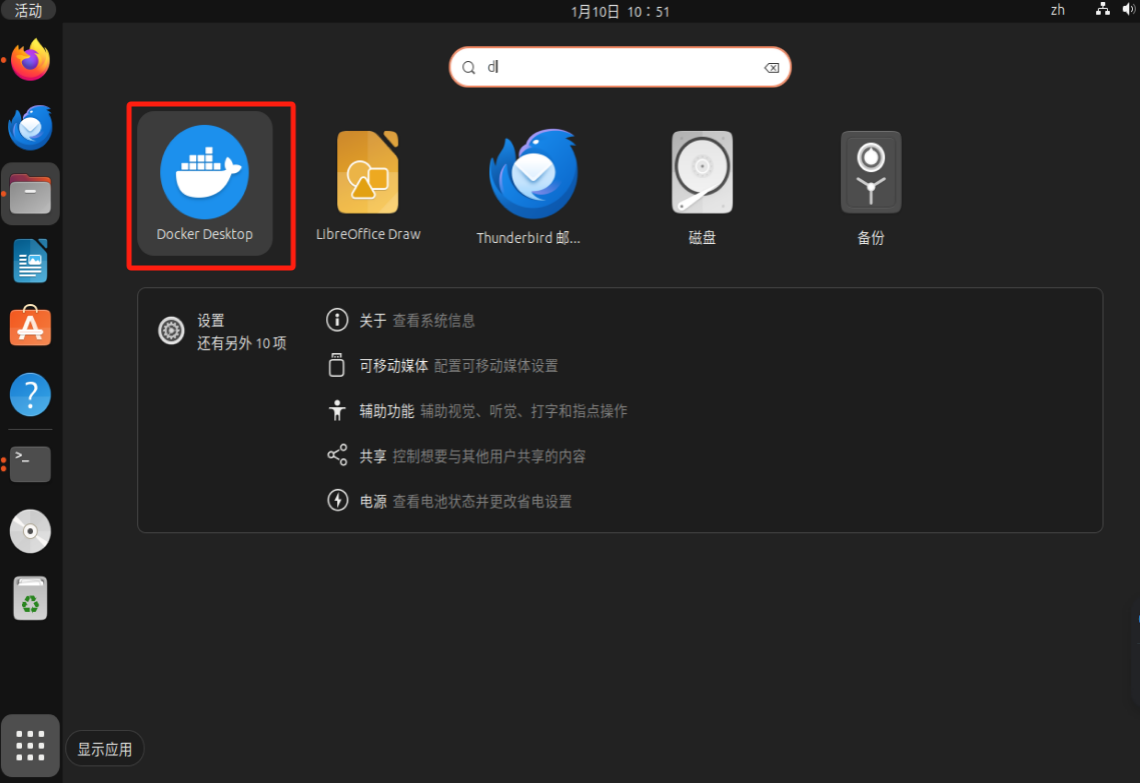 活动
1月10日 10：51
zh
d
Docker Desktop
LibreOffice Draw
Thunderbird 邮...
磁盘
备份
设置
还有另外 10 项
关于 查看系统信息
可移动媒体 配置可移动媒体设置
辅助功能 辅助视觉、听觉、打字和指点操作
共享 控制想要与其他用户共享的内容
电源 查看电池状态并更改省电设置
显示应用